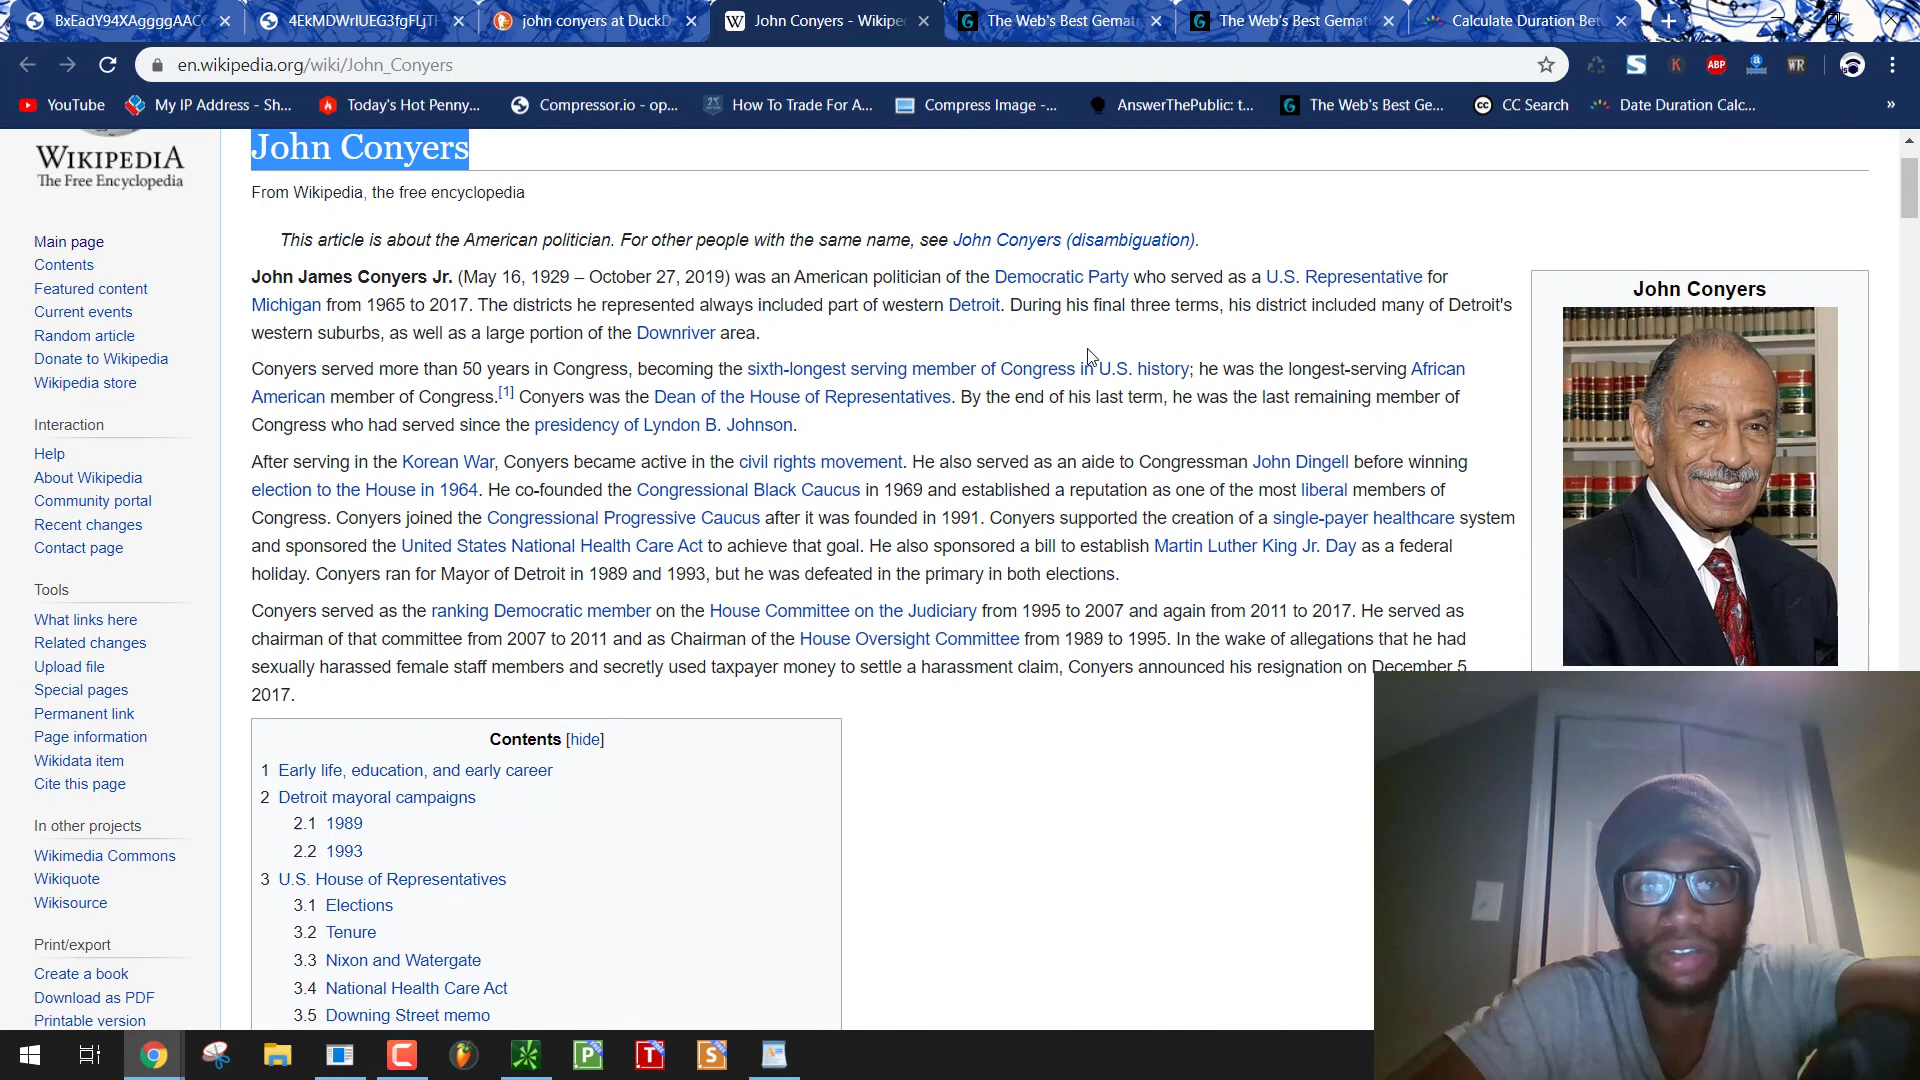 BxEadY94XAggggAACC
4EkMDWrIUEG3fgFLjTH
john conyers at DuckD
John Conyers - Wikipe
The Web's Best Gemat
The Web's Best Gemat
Calculate Duration Bet
en.wikipedia.org/wiki/John_Conyers
YouTube
My IP Address - Sh...
Today's Hot Penny...
Compressor.io - op...
How To Trade For A...
Compress Image -...
AnswerThePublic: t...
The Web's Best Ge...
CC Search
Date Duration Calc...
WIKIPEDIA
The Free Encyclopedia
Main page
Contents
Featured content
Current events
Random article
Donate to Wikipedia
Wikipedia store
Interaction
Help
About Wikipedia
Community portal
Recent changes
Contact page
Tools
What links here
Related changes
Upload file
Special pages
Permanent link
Page information
Wikidata item
Cite this page
In other projects
Wikimedia Commons
Wikiquote
Wikisource
Print/export
Create a book
Download as PDF
Printable version
John Conyers
From Wikipedia, the free encyclopedia
This article is about the American politician. For other people with the same name, see John Conyers (disambiguation).
John James Conyers Jr. (May 16, 1929 – October 27, 2019) was an American politician of the Democratic Party who served as a U.S. Representative for
Michigan from 1965 to 2017. The districts he represented always included part of western Detroit. During his final three terms, his district included many of Detroit's
western suburbs, as well as a large portion of the Downriver area.
Conyers served more than 50 years in Congress, becoming the sixth-longest serving member of Congress in U.S. history; he was the longest-serving African
American member of Congress.[1] Conyers was the Dean of the House of Representatives. By the end of his last term, he was the last remaining member of
Congress who had served since the presidency of Lyndon B. Johnson.
After serving in the Korean War, Conyers became active in the civil rights movement. He also served as an aide to Congressman John Dingell before winning
election to the House in 1964. He co-founded the Congressional Black Caucus in 1969 and established a reputation as one of the most liberal members of
Congress. Conyers joined the Congressional Progressive Caucus after it was founded in 1991. Conyers supported the creation of a single-payer healthcare system
and sponsored the United States National Health Care Act to achieve that goal. He also sponsored a bill to establish Martin Luther King Jr. Day as a federal
holiday. Conyers ran for Mayor of Detroit in 1989 and 1993, but he was defeated in the primary in both elections.
Conyers served as the ranking Democratic member on the House Committee on the Judiciary from 1995 to 2007 and again from 2011 to 2017. He served as
chairman of that committee from 2007 to 2011 and as Chairman of the House Oversight Committee from 1989 to 1995. In the wake of allegations that he had
sexually harassed female staff members and secretly used taxpayer money to settle a harassment claim, Conyers announced his resignation on December 5
2017.
Contents [hide]
1 Early life, education, and early career
2 Detroit mayoral campaigns
2.1 1989
2.2 1993
3 U.S. House of Representatives
3.1 Elections
3.2 Tenure
3.3 Nixon and Watergate
3.4 National Health Care Act
3.5 Downing Street memo
John Conyers